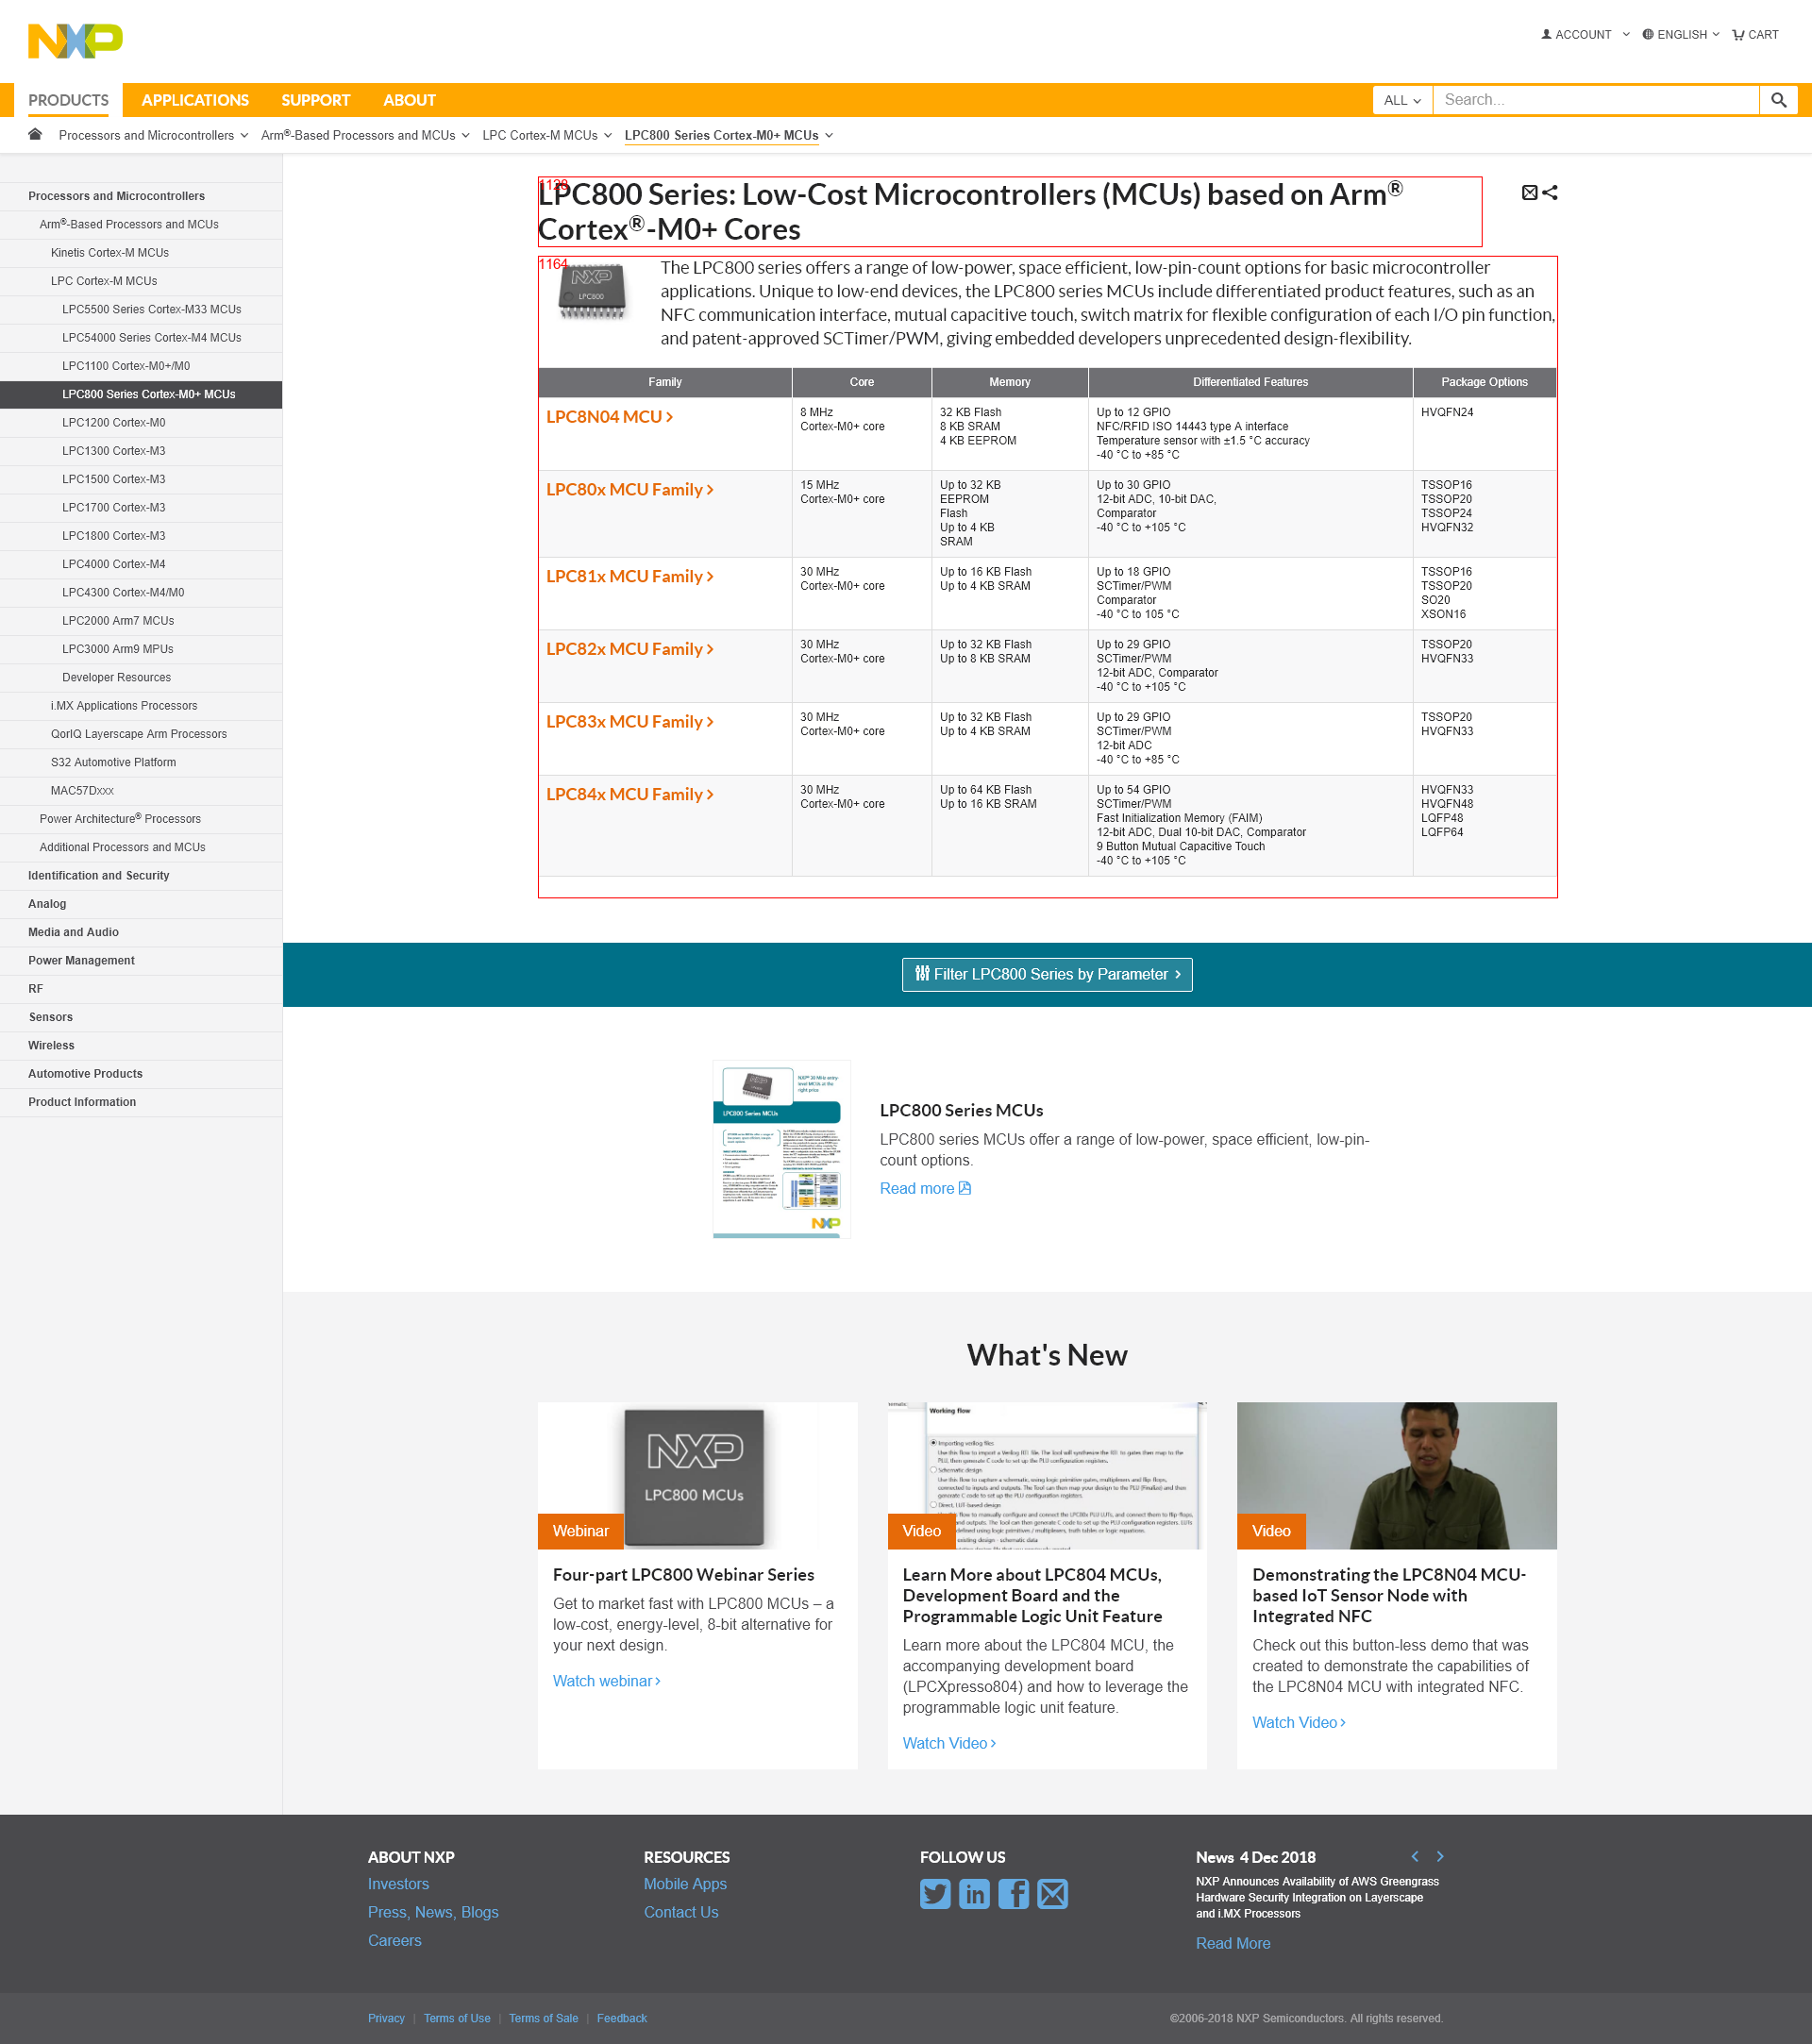 NXP
ACCOUNT
ENGLISH
CART
PRODUCTS
APPLICATIONS
SUPPORT
ABOUT
ALL
Search...
Processors and Microcontrollers
Arm®-Based Processors and MCUs
LPC Cortex-M MCUs
LPC800 Series Cortex-M0+ MCUs
Processors and Microcontrollers
Arm®-Based Processors and MCUs
Kinetis Cortex-M MCUs
LPC Cortex-M MCUs
LPC5500 Series Cortex-M33 MCUs
LPC54000 Series Cortex-M4 MCUs
LPC1100 Cortex-M0+/M0
LPC800 Series Cortex-M0+ MCUs
LPC1200 Cortex-M0
LPC1300 Cortex-M3
LPC1500 Cortex-M3
LPC1700 Cortex-M3
LPC1800 Cortex-M3
LPC4000 Cortex-M4
LPC4300 Cortex-M4/M0
LPC2000 Arm7 MCUs
LPC3000 Arm9 MPUs
Developer Resources
i.MX Applications Processors
QorIQ Layerscape Arm Processors
S32 Automotive Platform
MAC57Dxxx
Power Architecture® Processors
Additional Processors and MCUs
Identification and Security
Analog
Media and Audio
Power Management
RF
Sensors
Wireless
Automotive Products
Product Information
1128
LPC800 Series: Low-Cost Microcontrollers (MCUs) based on Arm®
Cortex®-M0+ Cores
1164
NXP
LPC800
The LPC800 series offers a range of low-power, space efficient, low-pin-count options for basic microcontroller
applications. Unique to low-end devices, the LPC800 series MCUs include differentiated product features, such as an
NFC communication interface, mutual capacitive touch, switch matrix for flexible configuration of each I/O pin function,
and patent-approved SCTimer/PWM, giving embedded developers unprecedented design-flexibility.
Family
Core
Memory
Differentiated Features
Package Options
LPC8N04 MCU
8 MHz
Cortex-M0+ core
32 KB Flash
8 KB SRAM
4 KB EEPROM
Up to 12 GPIO
NFC/RFID ISO 14443 type A interface
Temperature sensor with ±1.5 °C accuracy
-40 °C to +85 °C
HVQFN24
LPC80x MCU Family
15 MHz
Cortex-M0+ core
Up to 32 KB
EEPROM
Flash
Up to 4 KB
SRAM
Up to 30 GPIO
12-bit ADC, 10-bit DAC,
Comparator
-40 °C to +105 °C
TSSOP16
TSSOP20
TSSOP24
HVQFN32
LPC81x MCU Family
30 MHz
Cortex-M0+ core
Up to 16 KB Flash
Up to 4 KB SRAM
Up to 18 GPIO
SCTimer/PWM
Comparator
-40 °C to 105 °C
TSSOP16
TSSOP20
SO20
XSON16
LPC82x MCU Family
30 MHz
Cortex-M0+ core
Up to 32 KB Flash
Up to 8 KB SRAM
Up to 29 GPIO
SCTimer/PWM
12-bit ADC, Comparator
-40 °C to +105 °C
TSSOP20
HVQFN33
LPC83x MCU Family
30 MHz
Cortex-M0+ core
Up to 32 KB Flash
Up to 4 KB SRAM
Up to 29 GPIO
SCTimer/PWM
12-bit ADC
-40 °C to +85 °C
TSSOP20
HVQFN33
LPC84x MCU Family
30 MHz
Cortex-M0+ core
Up to 64 KB Flash
Up to 16 KB SRAM
Up to 54 GPIO
SCTimer/PWM
Fast Initialization Memory (FAIM)
12-bit ADC, Dual 10-bit DAC, Comparator
9 Button Mutual Capacitive Touch
-40 °C to +105 °C
HVQFN33
HVQFN48
LQFP48
LQFP64
Filter LPC800 Series by Parameter
LPC800 Series MCUs
NXP
LPC800 Series MCUs
LPC800 series MCUs offer a range of low-power, space efficient, low-pin-
count options.
Read more
What's New
NXP
LPC800 MCUs
Webinar
Four-part LPC800 Webinar Series
Get to market fast with LPC800 MCUs – a
low-cost, energy-level, 8-bit alternative for
your next design.
Watch webinar
Working flow
Importing verilog files
Schematic design
Direct, LUT-based design
Video
Learn More about LPC804 MCUs,
Development Board and the
Programmable Logic Unit Feature
Learn more about the LPC804 MCU, the
accompanying development board
(LPCXpresso804) and how to leverage the
programmable logic unit feature.
Watch Video
Video
Demonstrating the LPC8N04 MCU-
based IoT Sensor Node with
Integrated NFC
Check out this button-less demo that was
created to demonstrate the capabilities of
the LPC8N04 MCU with integrated NFC.
Watch Video
ABOUT NXP
Investors
Press, News, Blogs
Careers
RESOURCES
Mobile Apps
Contact Us
FOLLOW US
News 4 Dec 2018
NXP Announces Availability of AWS Greengrass
Hardware Security Integration on Layerscape
and i.MX Processors
Read More
Privacy | Terms of Use | Terms of Sale | Feedback
©2006-2018 NXP Semiconductors. All rights reserved.